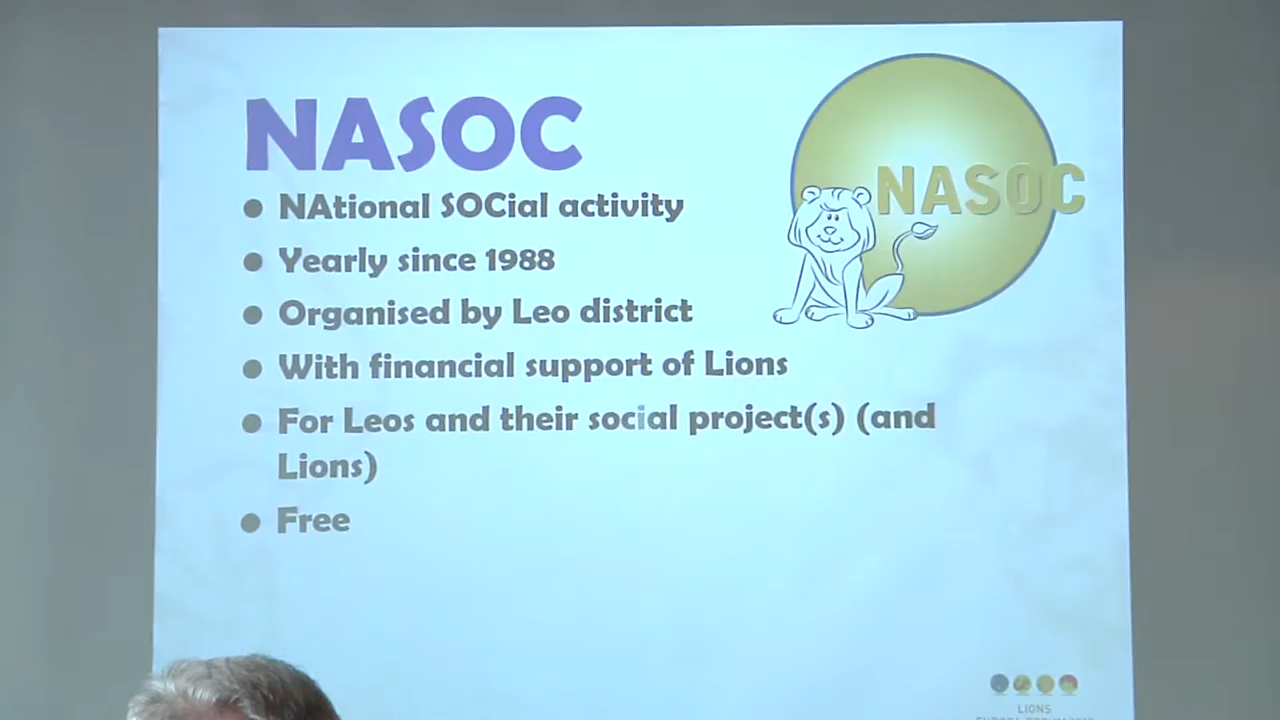 NASOC
NASOC
• NAtional SOCial activity
• Yearly since 1988
• Organised by Leo district
• With financial support of Lions
• For Leos and their social project(s) (and
Lions)
• Free
LIONS